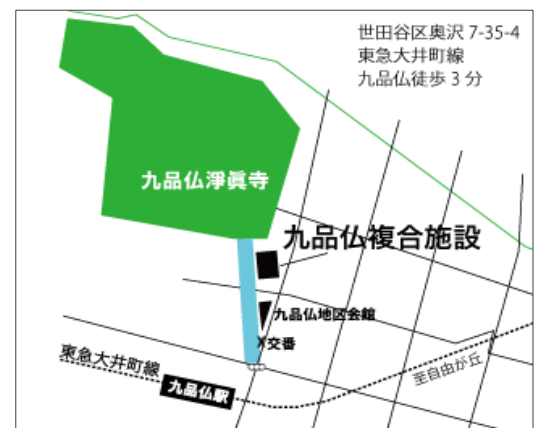 世田谷区奥沢 7-35-4
東急大井町線
九品仏徒歩 3 分
九品仏淨眞寺
九品仏複合施設
九品仏地区会館
交番
東急大井町線
九品仏駅
至自由が丘